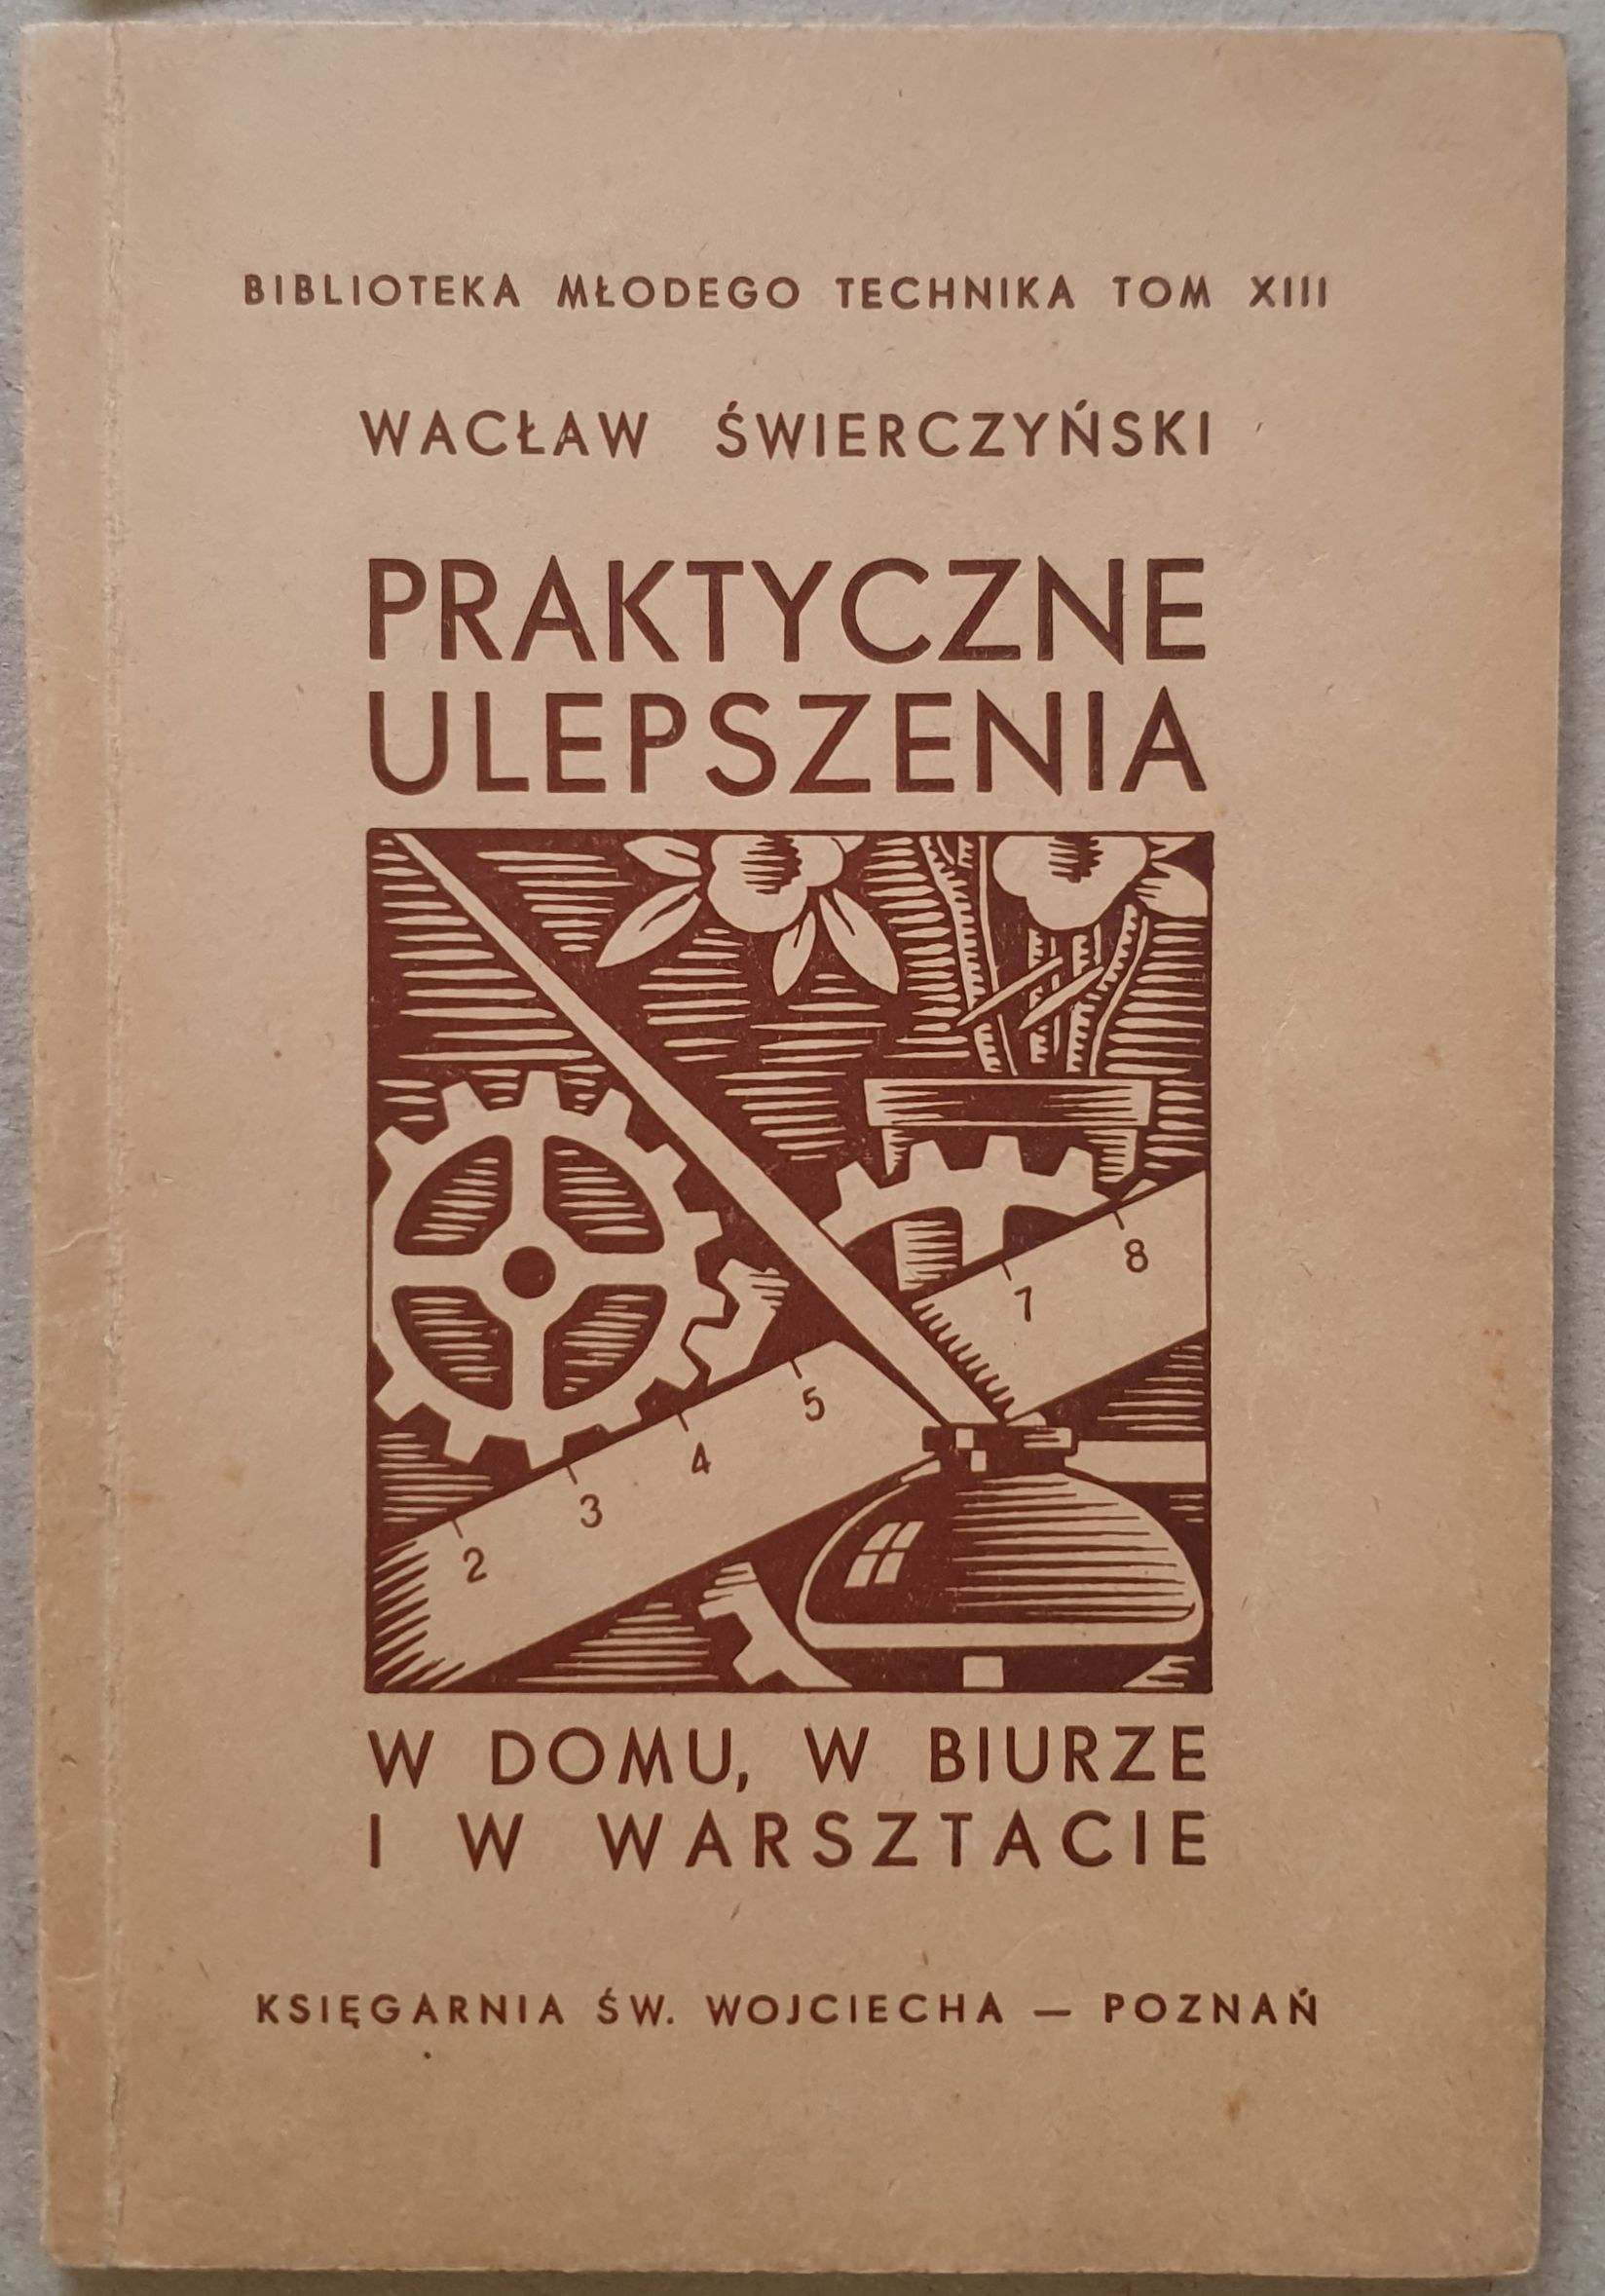 BIBLIOTEKA MŁODEGO TECHNIKA TOM XIII
WACŁAW ŚWIERCZYŃSKI
PRAKTYCZNE
ULEPSZENIA
8
7
5
4
3
2
W DOMU, W BIURZE
I W WARSZTACIE
KSIĘGARNIA ŚW. WOJCIECHA — POZNAŃ